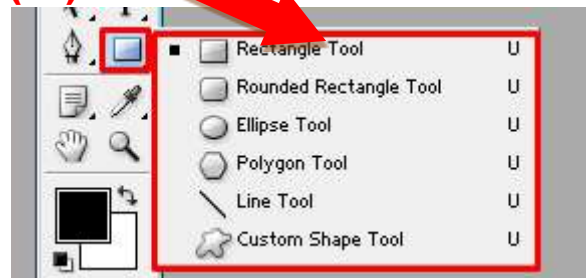 Rectangle Tool U
Rounded Rectangle Tool U
Ellipse Tool U
Polygon Tool U
Line Tool U
Custom Shape Tool U